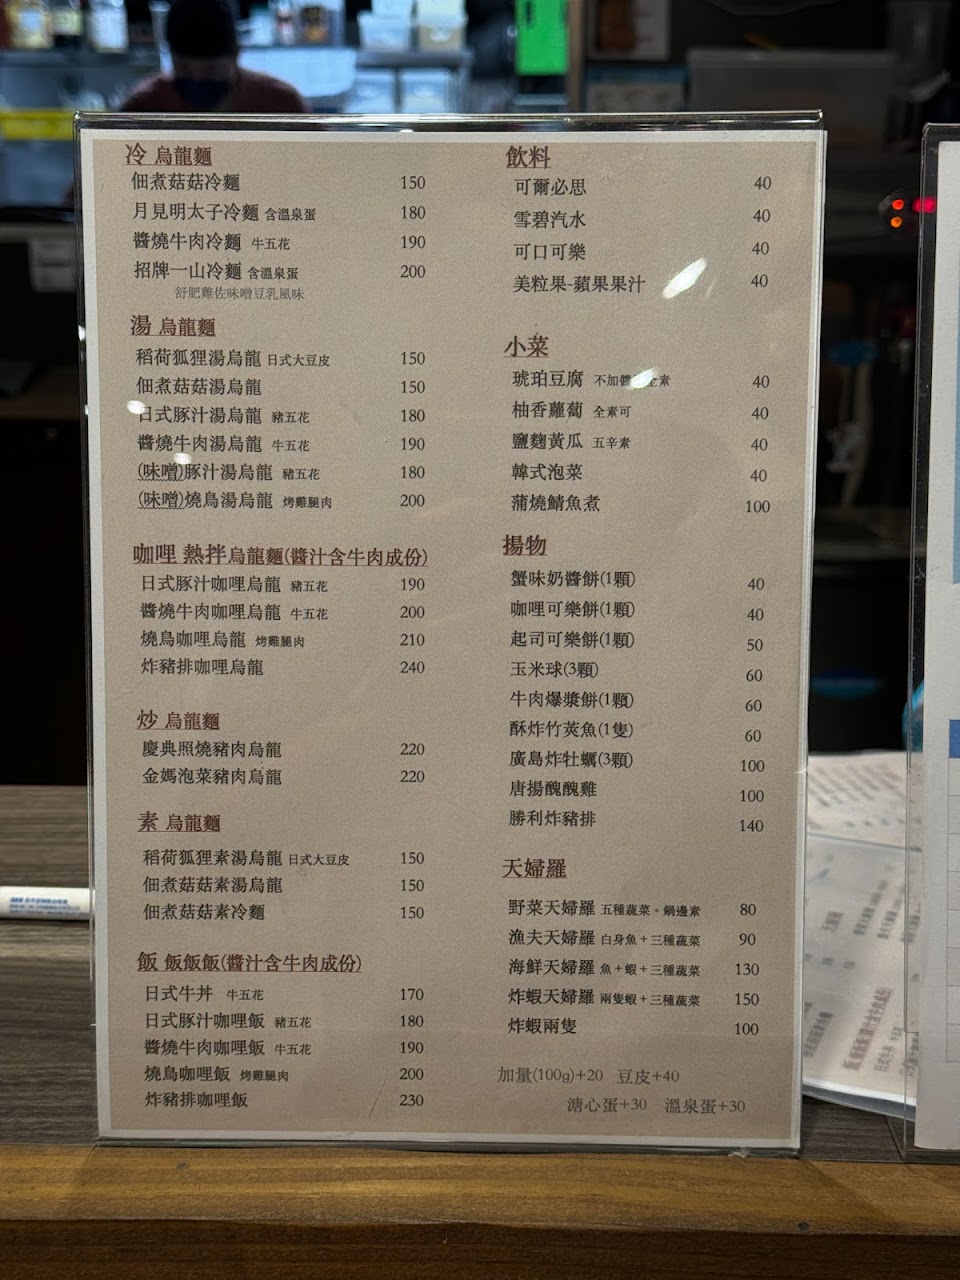 冷 烏龍麵
佃煮菇菇冷麵 150
月見明太子冷麵 含溫泉蛋 180
醬燒牛肉冷麵 牛五花 190
招牌一山冷麵 含溫泉蛋 200
舒肥雞佐味噌豆乳風味
湯 烏龍麵
稻荷狐狸湯烏龍 日式大豆皮 150
佃煮菇菇湯烏龍 150
日式豚汁湯烏龍 豬五花 180
醬燒牛肉湯烏龍 牛五花 190
(味噌)豚汁湯烏龍 豬五花 180
(味噌)燒鳥湯烏龍 烤雞腿肉 200
咖哩 熱拌烏龍麵(醬汁含牛肉成份)
日式豚汁咖哩烏龍 豬五花 190
醬燒牛肉咖哩烏龍 牛五花 200
燒鳥咖哩烏龍 烤雞腿肉 210
炸豬排咖哩烏龍 240
炒 烏龍麵
慶典照燒豬肉烏龍 220
金媽泡菜豬肉烏龍 220
素 烏龍麵
稻荷狐狸素湯烏龍 日式大豆皮 150
佃煮菇菇素湯烏龍 150
佃煮菇菇素冷麵 150
飯 飯飯飯(醬汁含牛肉成份)
日式牛丼 牛五花 170
日式豚汁咖哩飯 豬五花 180
醬燒牛肉咖哩飯 牛五花 190
燒鳥咖哩飯 烤雞腿肉 200
炸豬排咖哩飯 230
飲料
可爾必思 40
雪碧汽水 40
可口可樂 40
美粒果-蘋果果汁 40
小菜
琥珀豆腐 不加醬 全素 40
柚香蘿蔔 全素可 40
鹽麴黃瓜 五辛素 40
韓式泡菜 40
蒲燒鯖魚煮 100
揚物
蟹味奶醬餅(1顆) 40
咖哩可樂餅(1顆) 40
起司可樂餅(1顆) 50
玉米球(3顆) 60
牛肉爆漿餅(1顆) 60
酥炸竹莢魚(1隻) 60
廣島炸牡蠣(3顆) 100
唐揚醜醜雞 100
勝利炸豬排 140
天婦羅
野菜天婦羅 五種蔬菜。鍋邊素 80
漁夫天婦羅 白身魚+三種蔬菜 90
海鮮天婦羅 魚+蝦+三種蔬菜 130
炸蝦天婦羅 兩隻蝦+三種蔬菜 150
炸蝦兩隻 100
加量(100g)+20 豆皮+40
溏心蛋+30 溫泉蛋+30